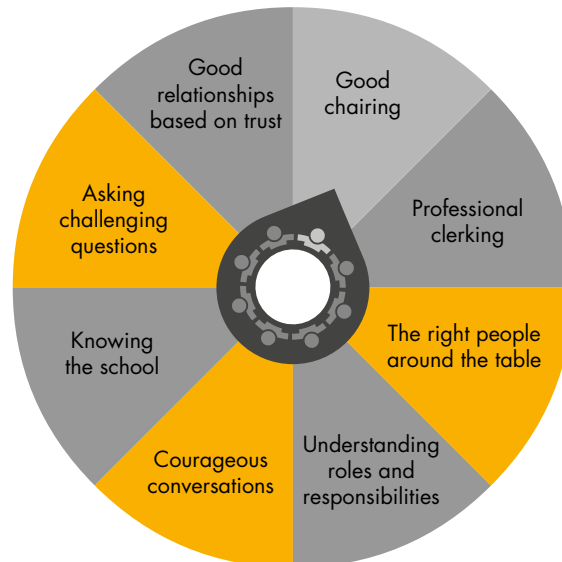 Good
relationships
based on trust
Good
chairing
Professional
clerking
The right people
around the table
Understanding
roles and
responsibilities
Courageous
conversations
Knowing
the school
Asking
challenging
questions